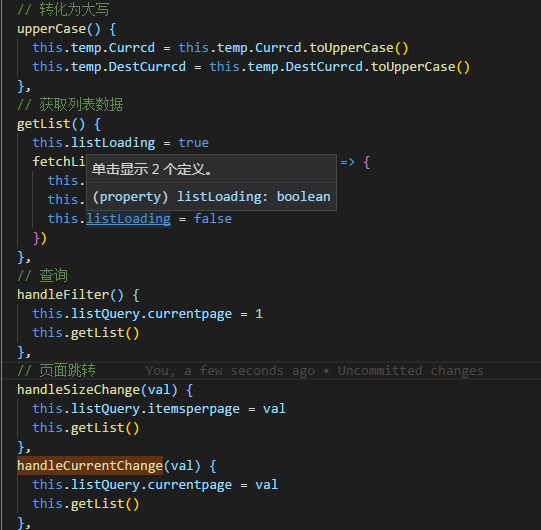 // 转化为大写
upperCase() {
this.temp.Currcd = this.temp.Currcd.toUpperCase()
this.temp.DestCurrcd = this.temp.DestCurrcd.toUpperCase()
},
// 获取列表数据
getList() {
this.listLoading = true
fetchLi => {
单击显示 2 个定义。
this.
(property) listLoading: boolean
this.
this.listLoading = false
})
},
// 查询
handleFilter() {
this.listQuery.currentpage = 1
this.getList()
},
// 页面跳转 You, a few seconds ago • Uncommitted changes
handleSizeChange(val) {
this.listQuery.itemsperpage = val
this.getList()
},
handleCurrentChange(val) {
this.listQuery.currentpage = val
this.getList()
},